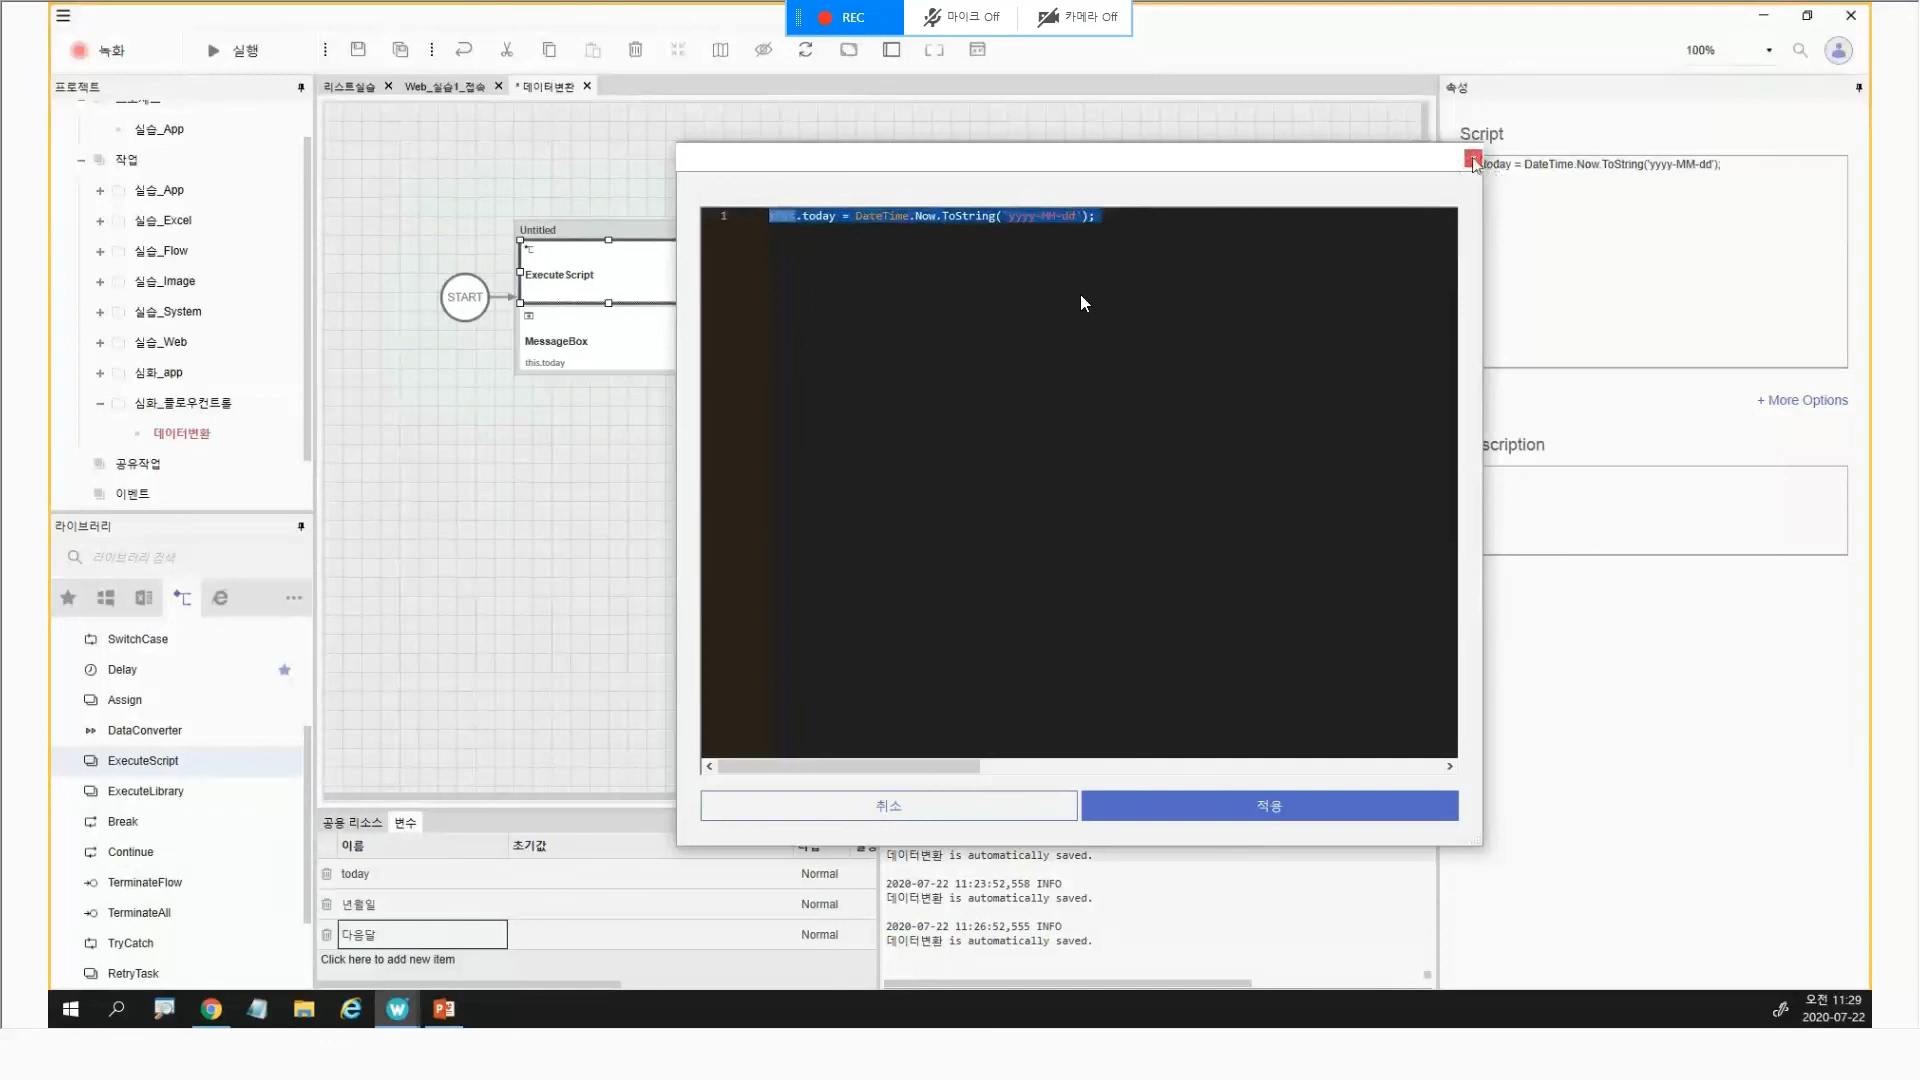 REC
마이크 Off
카메라 Off
녹화
실행
100%
프로젝트
리스트실습
Web_실습1_접속
* 데이터변환
속성
실습_App
작업
실습_App
실습_Excel
실습_Flow
실습_Image
실습_System
실습_Web
심화_app
심화_플로우컨트롤
데이터변환
공유작업
이벤트
Untitled
START
ExecuteScript
MessageBox
this.today
1
.today = DateTime.Now.ToString('yyyy-MM-dd');
취소
적용
Script
today = DateTime.Now.ToString('yyyy-MM-dd');
+ More Options
scription
라이브러리
라이브러리 검색
SwitchCase
Delay
Assign
DataConverter
ExecuteScript
ExecuteLibrary
Break
Continue
TerminateFlow
TerminateAll
TryCatch
RetryTask
공용 리소스
변수
이름
초기값
today
Normal
년월일
Normal
다음달
Normal
Click here to add new item
데이터변환 is automatically saved.
2020-07-22 11:23:52,558 INFO
데이터변환 is automatically saved.
2020-07-22 11:26:52,555 INFO
데이터변환 is automatically saved.
오전 11:29
2020-07-22